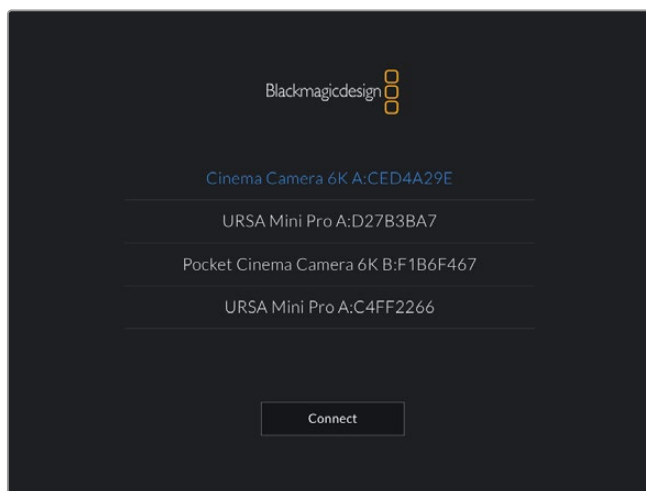 Blackmagicdesign
Cinema Camera 6K A:CED4A29E
URSA Mini Pro A:D27B3BA7
Pocket Cinema Camera 6K B:F1B6F467
URSA Mini Pro A:C4FF2266
Connect